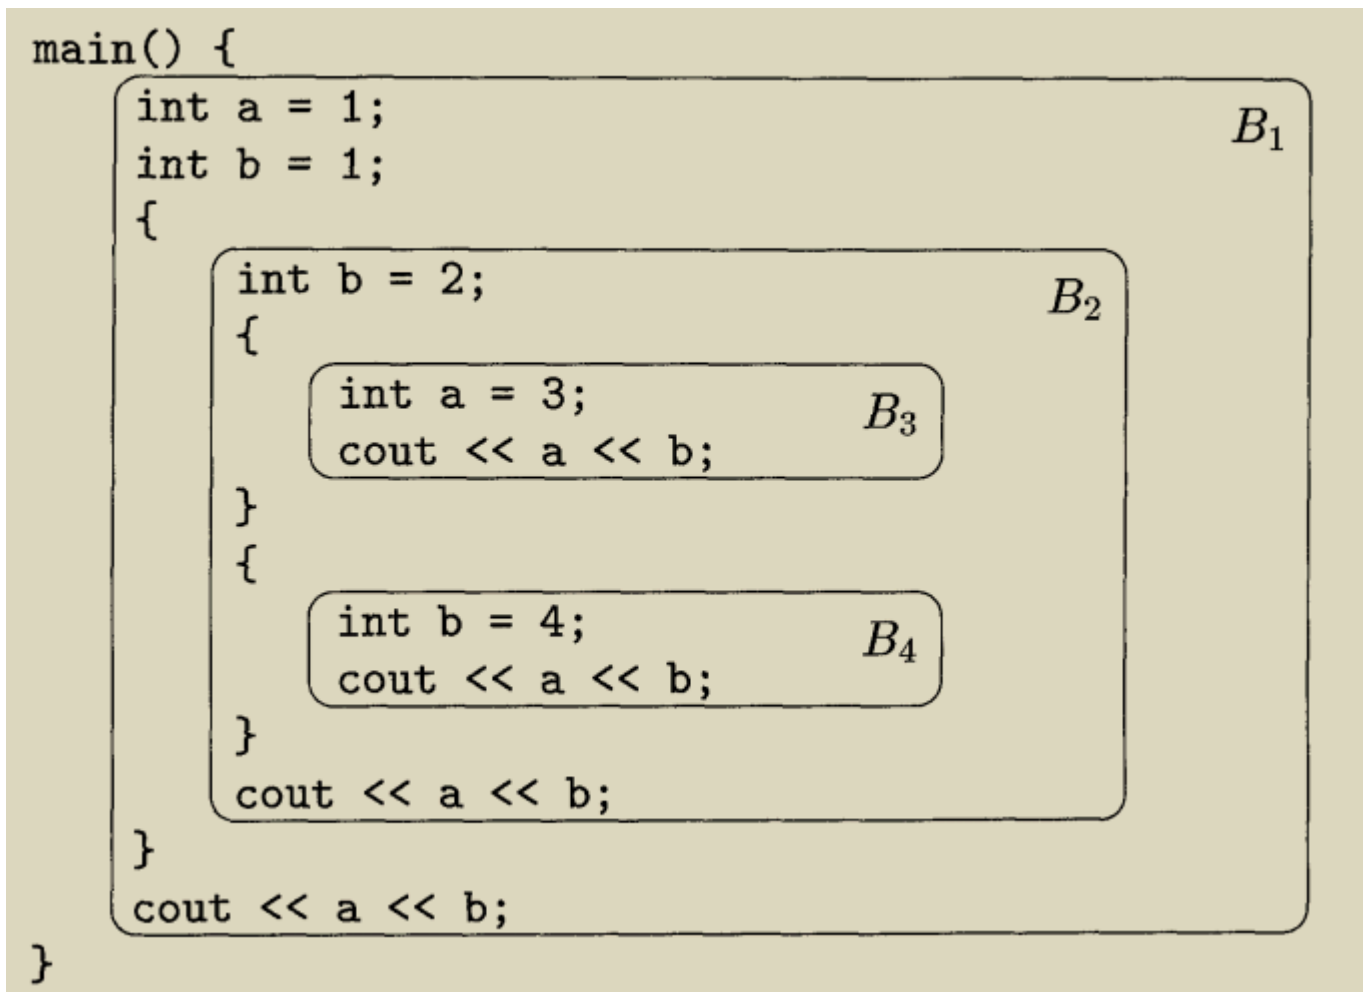 main() {
int a = 1;
B₁
int b = 1;
{
int b = 2;
B₂
{
int a = 3;
B₃
cout << a << b;
}
{
int b = 4;
B₄
cout << a << b;
}
cout << a << b;
}
cout << a << b;
}